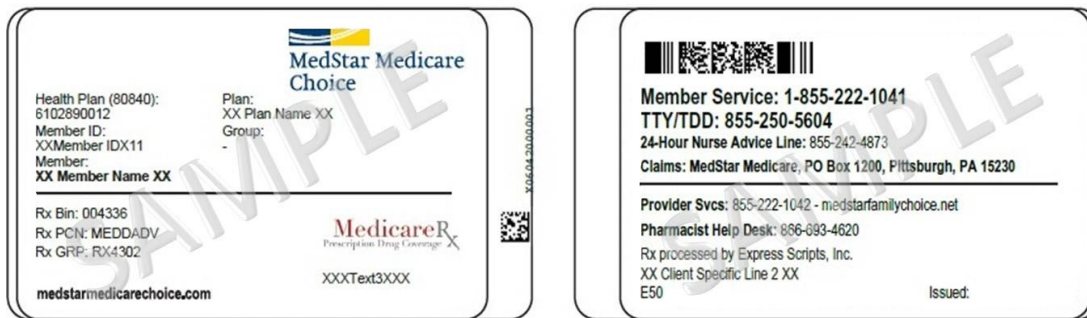 MedStar Medicare
Choice
Health Plan (80840):
6102890012
Member ID:
XXMember IDX11
Member:
XX Member Name XX
Plan:
XX Plan Name XX
Group:
-
Rx Bin: 004336
Rx PCN: MEDDADV
Rx GRP: RX4302
MedicareRx
Prescription Drug Coverage
XXXText3XXX
medstarmedicarechoice.com
SAMPLE
Member Service: 1-855-222-1041
TTY/TDD: 855-250-5604
24-Hour Nurse Advice Line: 855-242-4873
Claims: MedStar Medicare, PO Box 1200, Pittsburgh, PA 15230
Provider Svcs: 855-222-1042 - medstarfamilychoice.net
Pharmacist Help Desk: 866-693-4620
Rx processed by Express Scripts, Inc.
XX Client Specific Line 2 XX
E50
Issued:
SAMPLE